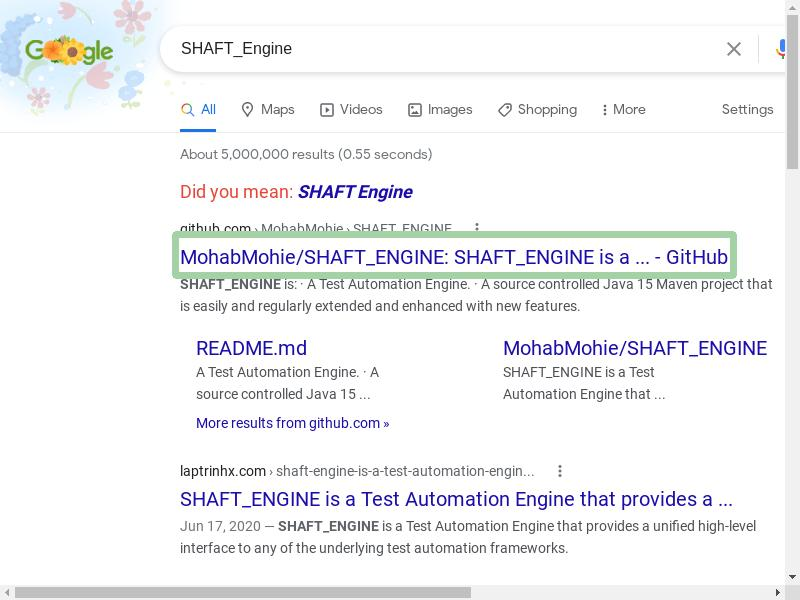 Google
SHAFT_Engine
All Maps Videos Images Shopping More Settings
About 5,000,000 results (0.55 seconds)
Did you mean: SHAFT Engine
github.com › MohabMohie › SHAFT_ENGINE
MohabMohie/SHAFT_ENGINE: SHAFT_ENGINE is a ... - GitHub
SHAFT_ENGINE is: · A Test Automation Engine. · A source controlled Java 15 Maven project that
is easily and regularly extended and enhanced with new features.
README.md
A Test Automation Engine. · A
source controlled Java 15 ...
MohabMohie/SHAFT_ENGINE
SHAFT_ENGINE is a Test
Automation Engine that ...
More results from github.com »
laptrinhx.com › shaft-engine-is-a-test-automation-engin...
SHAFT_ENGINE is a Test Automation Engine that provides a ...
Jun 17, 2020 — SHAFT_ENGINE is a Test Automation Engine that provides a unified high-level
interface to any of the underlying test automation frameworks.